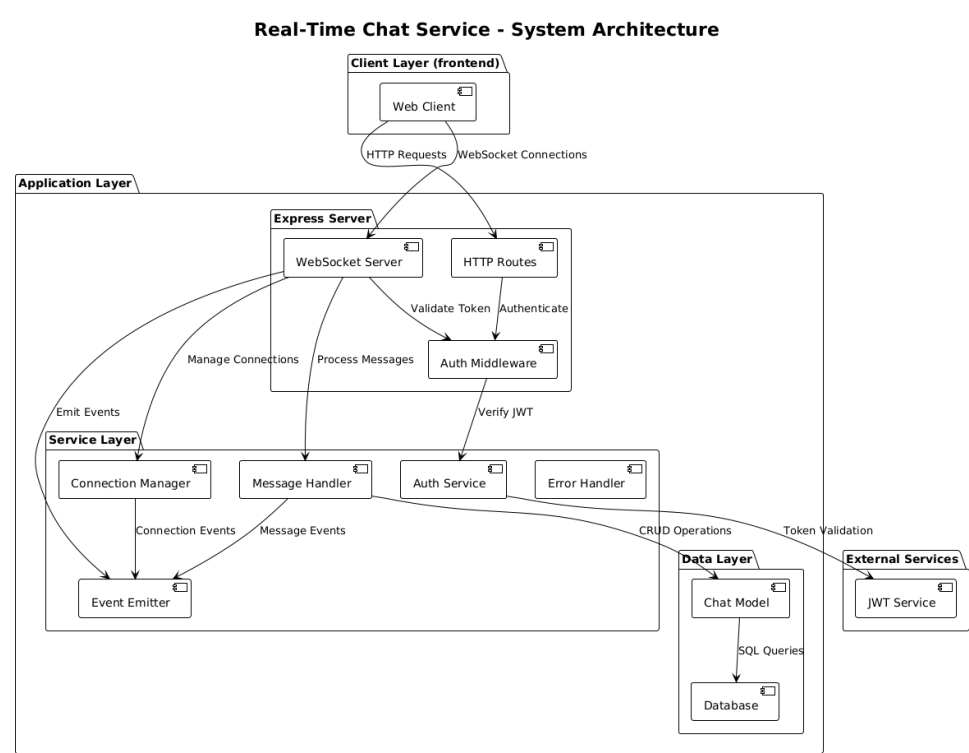 Real-Time Chat Service - System Architecture
Client Layer (frontend)
Web Client
HTTP Requests
WebSocket Connections
Application Layer
Express Server
WebSocket Server
HTTP Routes
Validate Token
Authenticate
Manage Connections
Process Messages
Auth Middleware
Emit Events
Verify JWT
Service Layer
Connection Manager
Message Handler
Auth Service
Error Handler
Connection Events
Message Events
CRUD Operations
Token Validation
Data Layer
External Services
Event Emitter
Chat Model
JWT Service
SQL Queries
Database